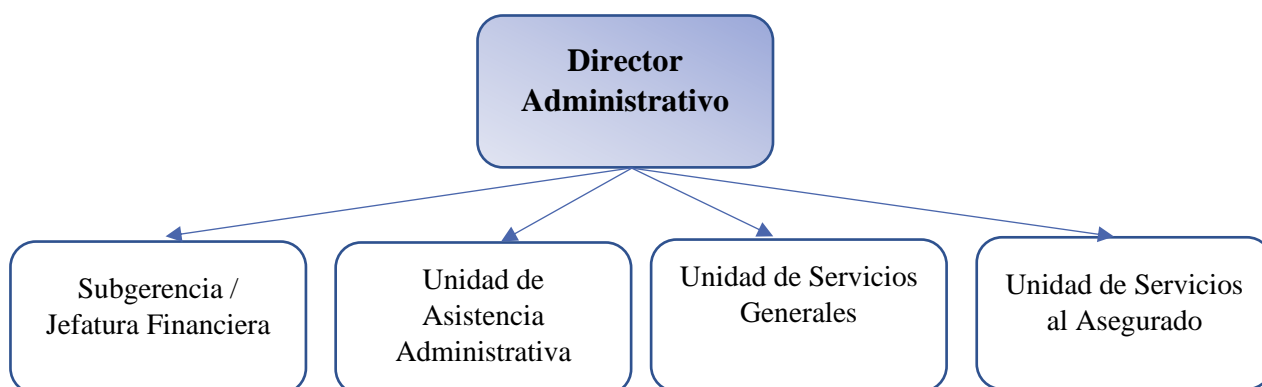 Director
Administrativo
Subgerencia /
Jefatura Financiera
Unidad de
Asistencia
Administrativa
Unidad de Servicios
Generales
Unidad de Servicios
al Asegurado